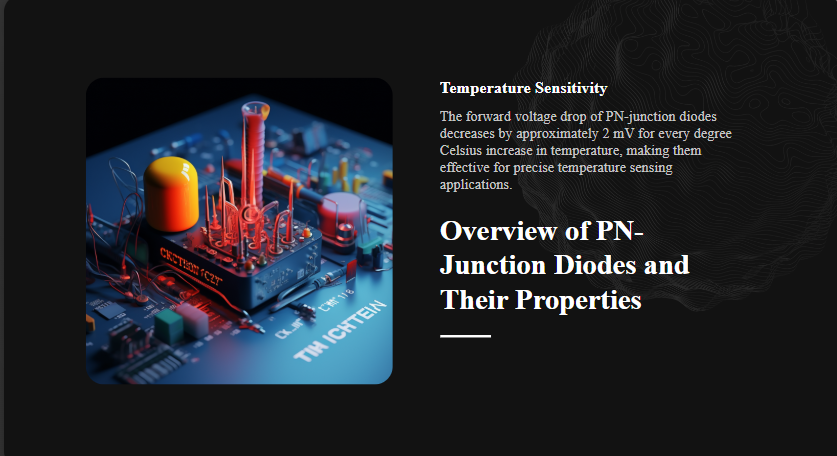 Temperature Sensitivity
The forward voltage drop of PN-junction diodes
decreases by approximately 2 mV for every degree
Celsius increase in temperature, making them
effective for precise temperature sensing
applications.
Overview of PN-
Junction Diodes and
Their Properties
TIM ICHTEIN